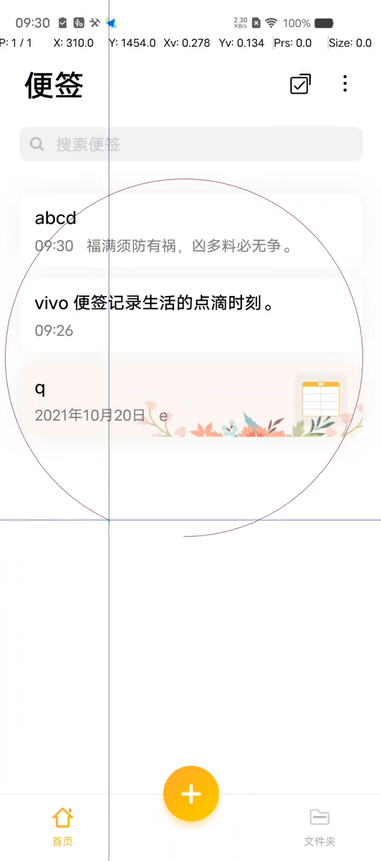 09:30 2.30 KB/s 100%
P: 1 / 1 X: 310.0 Y: 1454.0 Xv: 0.278 Yv: 0.134 Prs: 0.0 Size: 0.0
便签
搜索便签
abcd
09:30 福满须防有祸，凶多料必无争。
vivo 便签记录生活的点滴时刻。
09:26
q
2021年10月20日 e
首页
文件夹